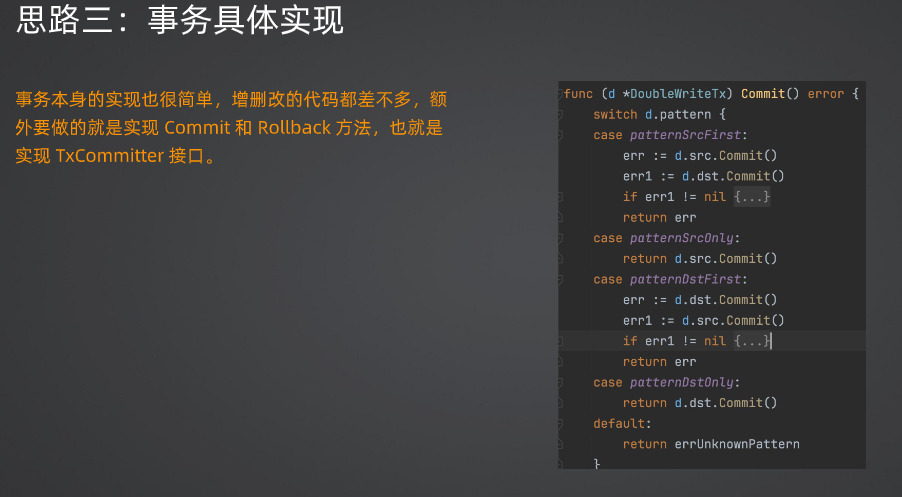 思路三：事务具体实现
事务本身的实现也很简单，增删改的代码都差不多，额
外要做的就是实现 Commit 和 Rollback 方法，也就是
实现 TxCommitter 接口。
func (d *DoubleWriteTx) Commit() error {
switch d.pattern {
case patternSrcFirst:
err := d.src.Commit()
err1 := d.dst.Commit()
if err1 != nil {...}
return err
case patternSrcOnly:
return d.src.Commit()
case patternDstFirst:
err := d.dst.Commit()
err1 := d.src.Commit()
if err1 != nil {...}
return err
case patternDstOnly:
return d.dst.Commit()
default:
return errUnknownPattern
}